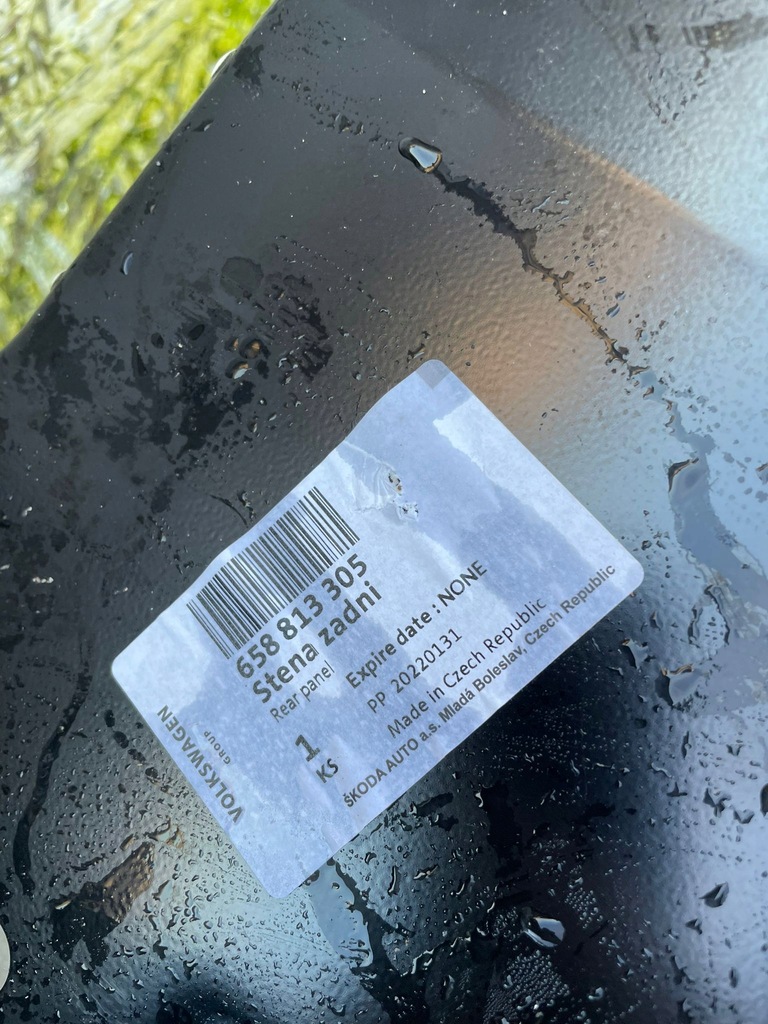 658 813 305
Stena zadni
Rear panel
Expire date : NONE
PP 20220131
1
KS
Made in Czech Republic
ŠKODA AUTO a.s. Mladá Boleslav, Czech Republic
VOLKSWAGEN
GROUP